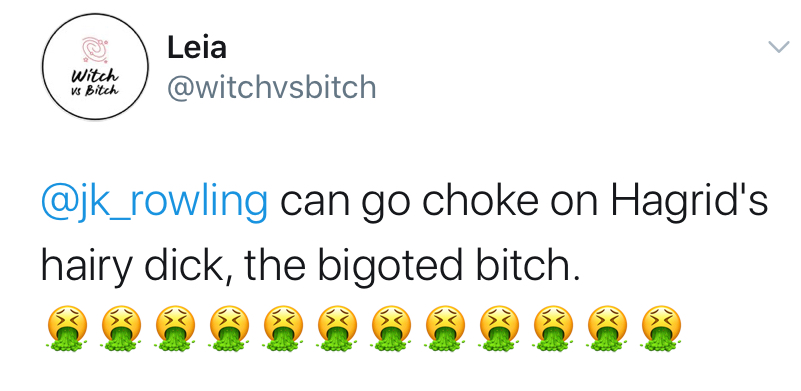 Witch
vs Bitch
Leia
@witchvsbitch
@jk_rowling can go choke on Hagrid's
hairy dick, the bigoted bitch.
🤮🤮🤮🤮🤮🤮🤮🤮🤮🤮🤮🤮